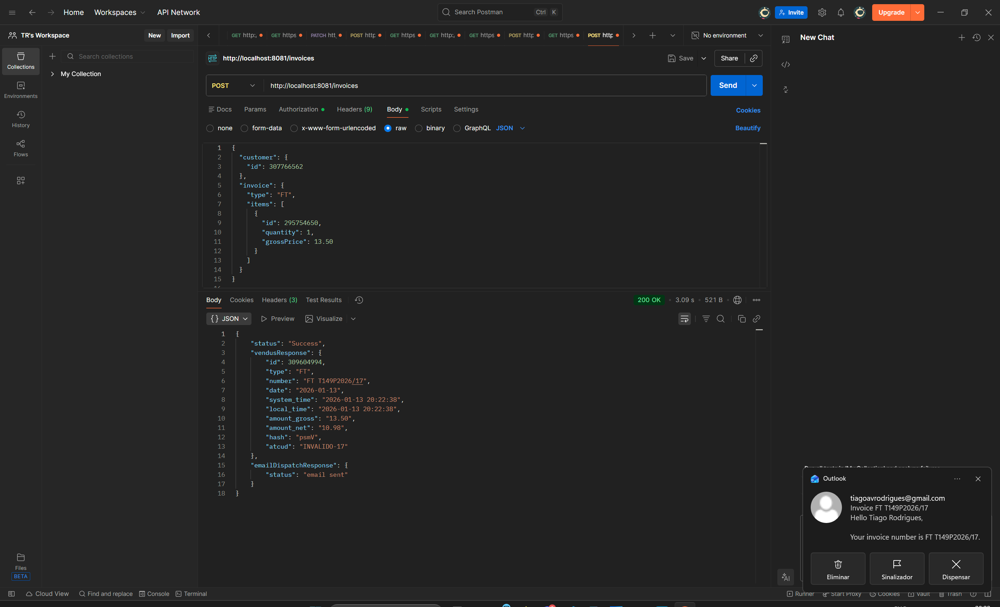 Home Workspaces API Network Search Postman Ctrl K Invite Upgrade
TR's Workspace New Import GET http:, GET https PATCH htt, POST http GET https GET http:, GET https POST http GET https POST http No environment New Chat
Search collections
Collections
My Collection
Environments
History
Flows
Files
BETA
HTTP http://localhost:8081/invoices Save Share
POST http://localhost:8081/invoices Send
Docs Params Authorization Headers (9) Body Scripts Settings Cookies
none form-data x-www-form-urlencoded raw binary GraphQL JSON Beautify
1 {
2 "customer": {
3 "id": 307766562
4 },
5 "invoice": {
6 "type": "FT",
7 "items": [
8 {
9 "id": 295754650,
10 "quantity": 1,
11 "grossPrice": 13.50
12 }
13 ]
14 }
15 }
Body Cookies Headers (3) Test Results 200 OK 3.09 s 521 B
{} JSON Preview Visualize
1 {
2 "status": "Success",
3 "vendusResponse": {
4 "id": 309604994,
5 "type": "FT",
6 "number": "FT T149P2026/17",
7 "date": "2026-01-13",
8 "system_time": "2026-01-13 20:22:38",
9 "local_time": "2026-01-13 20:22:38",
10 "amount_gross": "13.50",
11 "amount_net": "10.98",
12 "hash": "psmV",
13 "atcud": "INVALIDO-17"
14 },
15 "emailDispatchResponse": {
16 "status": "email sent"
17 }
18 }
Outlook
tiagoavrodrigues@gmail.com
Invoice FT T149P2026/17
Hello Tiago Rodrigues,
Your invoice number is FT T149P2026/17.
Eliminar Sinalizador Dispensar
AI
Cloud View Find and replace Console Terminal Runner Start Proxy Cookies Vault Trash